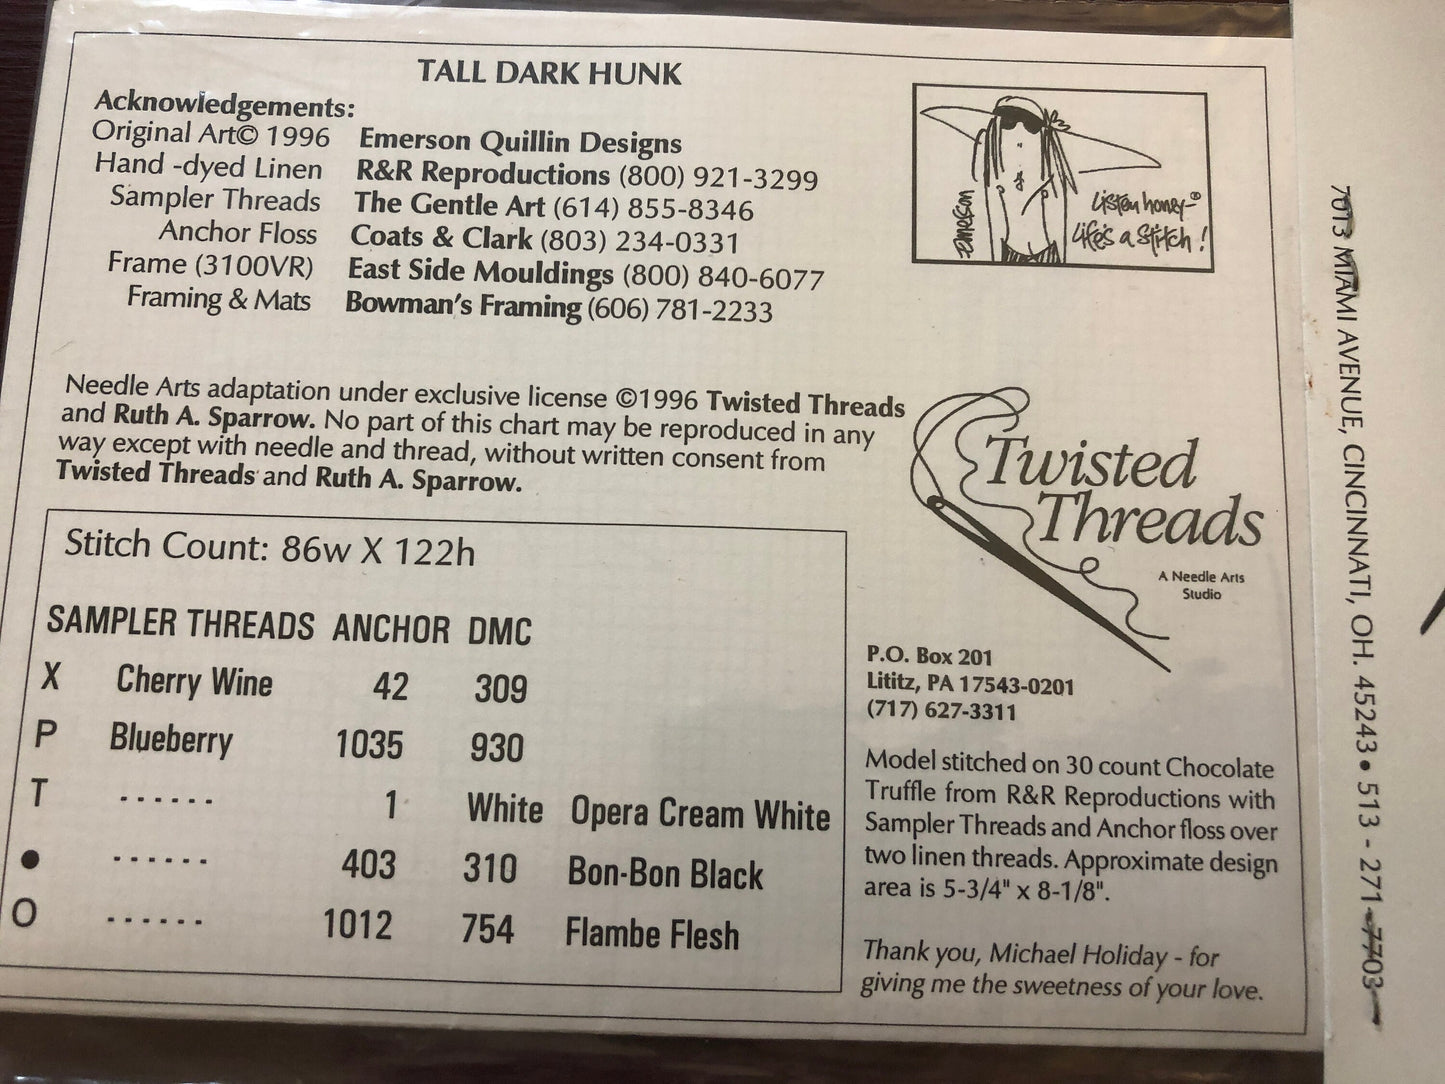 TALL DARK HUNK
Acknowledgements:
Original Art© 1996 Emerson Quillin Designs
Hand -dyed Linen R&R Reproductions (800) 921-3299
Sampler Threads The Gentle Art (614) 855-8346
Anchor Floss Coats & Clark (803) 234-0331
Frame (3100VR) East Side Mouldings (800) 840-6077
Framing & Mats Bowman's Framing (606) 781-2233
EMERSON
Listen honey-®
Life's a Stitch!
Needle Arts adaptation under exclusive license ©1996 Twisted Threads
and Ruth A. Sparrow. No part of this chart may be reproduced in any
way except with needle and thread, without written consent from
Twisted Threads and Ruth A. Sparrow.
Twisted
Threads
A Needle Arts
Studio
Stitch Count: 86w X 122h
SAMPLER THREADS ANCHOR DMC
X Cherry Wine 42 309
P Blueberry 1035 930
T ------ 1 White Opera Cream White
● ------ 403 310 Bon-Bon Black
O ------ 1012 754 Flambe Flesh
P.O. Box 201
Lititz, PA 17543-0201
(717) 627-3311
Model stitched on 30 count Chocolate
Truffle from R&R Reproductions with
Sampler Threads and Anchor floss over
two linen threads. Approximate design
area is 5-3/4" x 8-1/8".
Thank you, Michael Holiday - for
giving me the sweetness of your love.
7013 MIAMI AVENUE, CINCINNATI, OH. 45243 • 513 - 271-7703